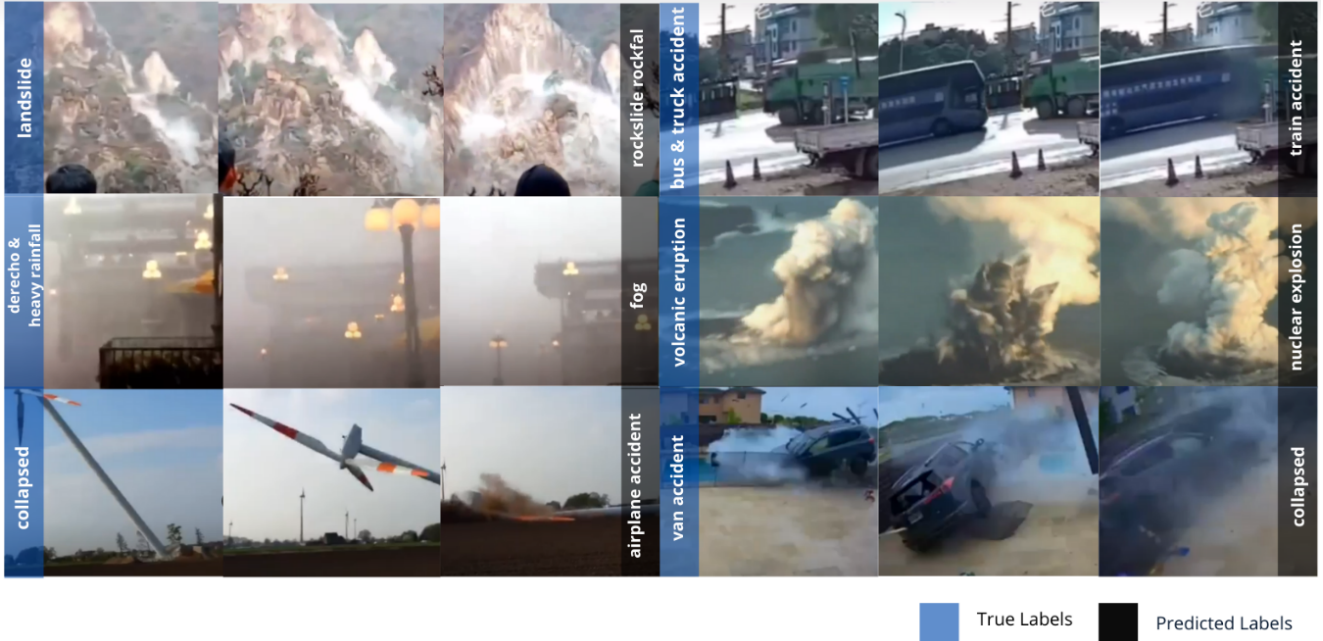 landslide
rockslide rockfal
bus & truck accident
train accident
derecho &
heavy rainfall
fog
volcanic eruption
nuclear explosion
collapsed
airplane accident
van accident
collapsed
True Labels
Predicted Labels